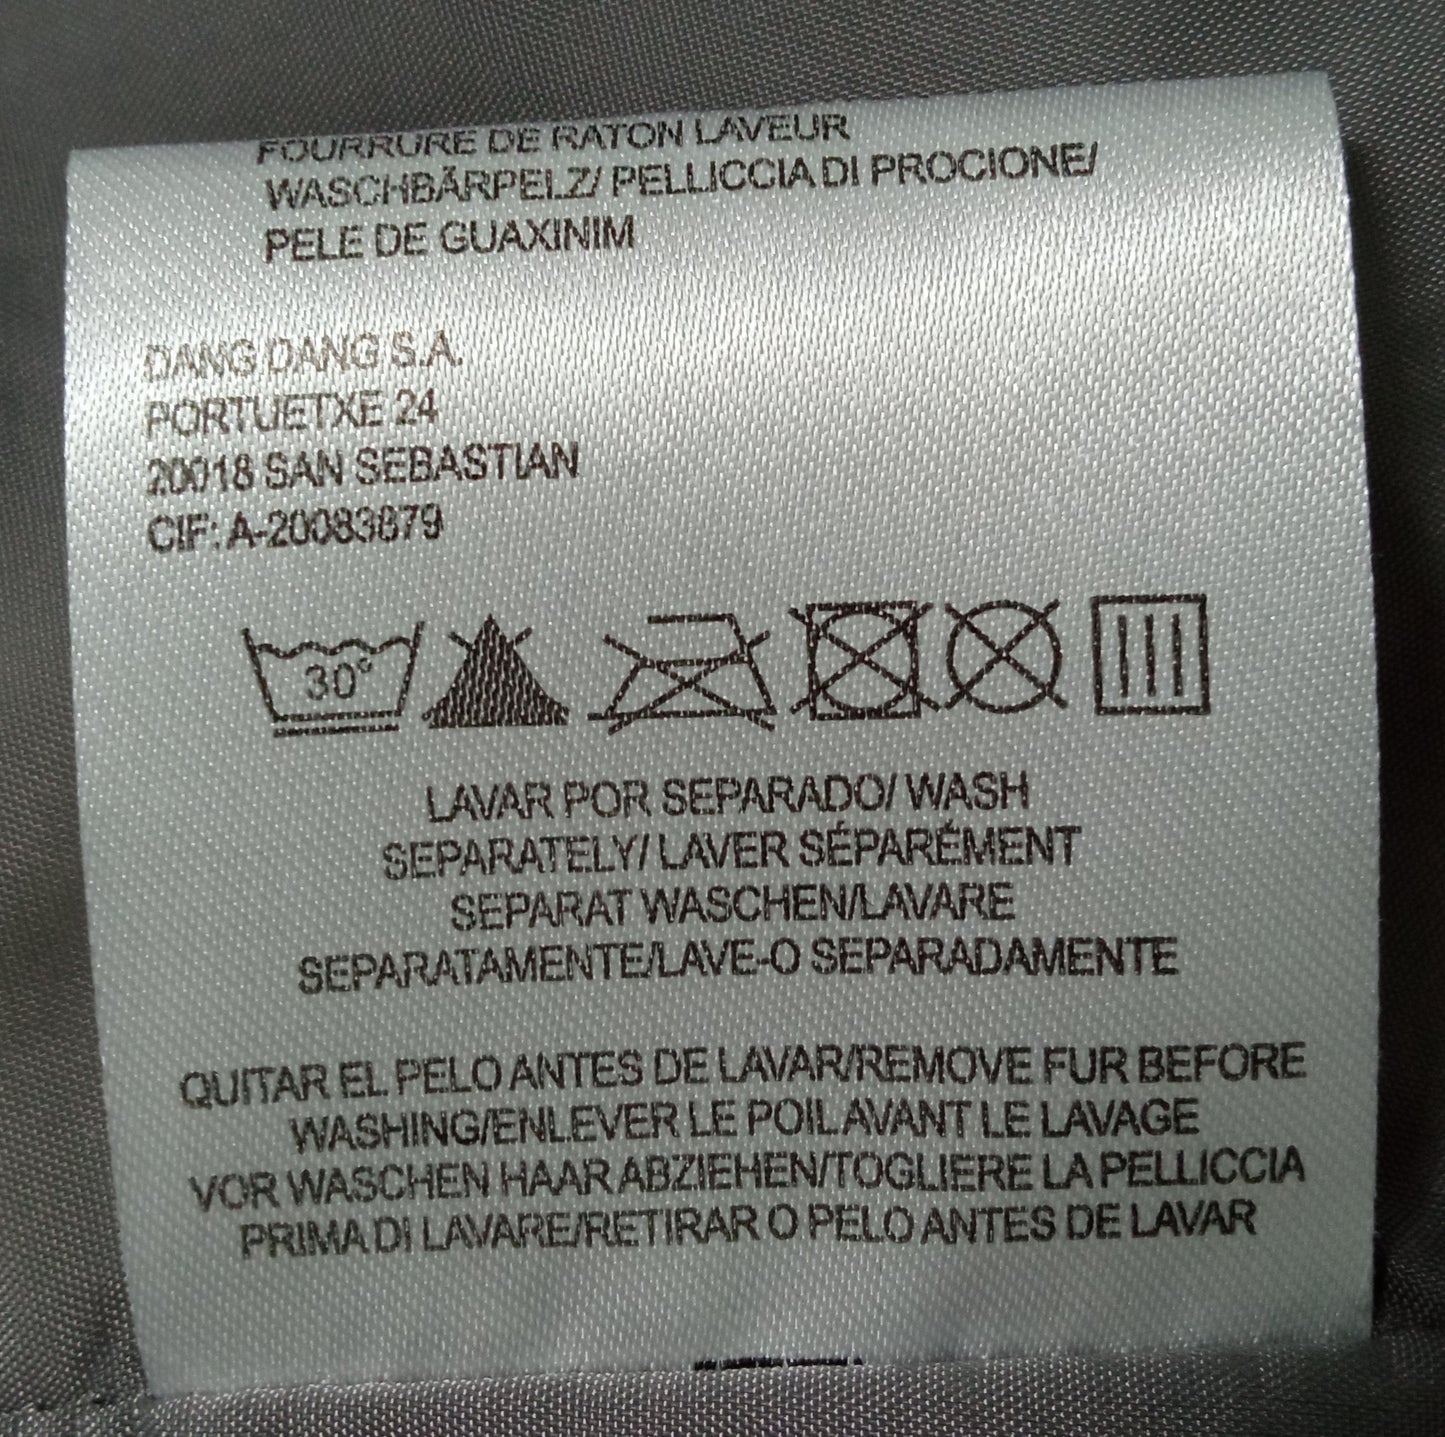 FOURRURE DE RATON LAVEUR
WASCHBÄRPELZ/ PELLICCIA DI PROCIONE/
PELE DE GUAXINIM
DANG DANG S.A.
PORTUETXE 24
20018 SAN SEBASTIAN
CIF: A-20083879
30°
LAVAR POR SEPARADO/ WASH
SEPARATELY/ LAVER SÉPARÉMENT
SEPARAT WASCHEN/LAVARE
SEPARATAMENTE/LAVE-O SEPARADAMENTE
QUITAR EL PELO ANTES DE LAVAR/REMOVE FUR BEFORE
WASHING/ENLEVER LE POIL AVANT LE LAVAGE
VOR WASCHEN HAAR ABZIEHEN/TOGLIERE LA PELLICCIA
PRIMA DI LAVARE/RETIRAR O PELO ANTES DE LAVAR